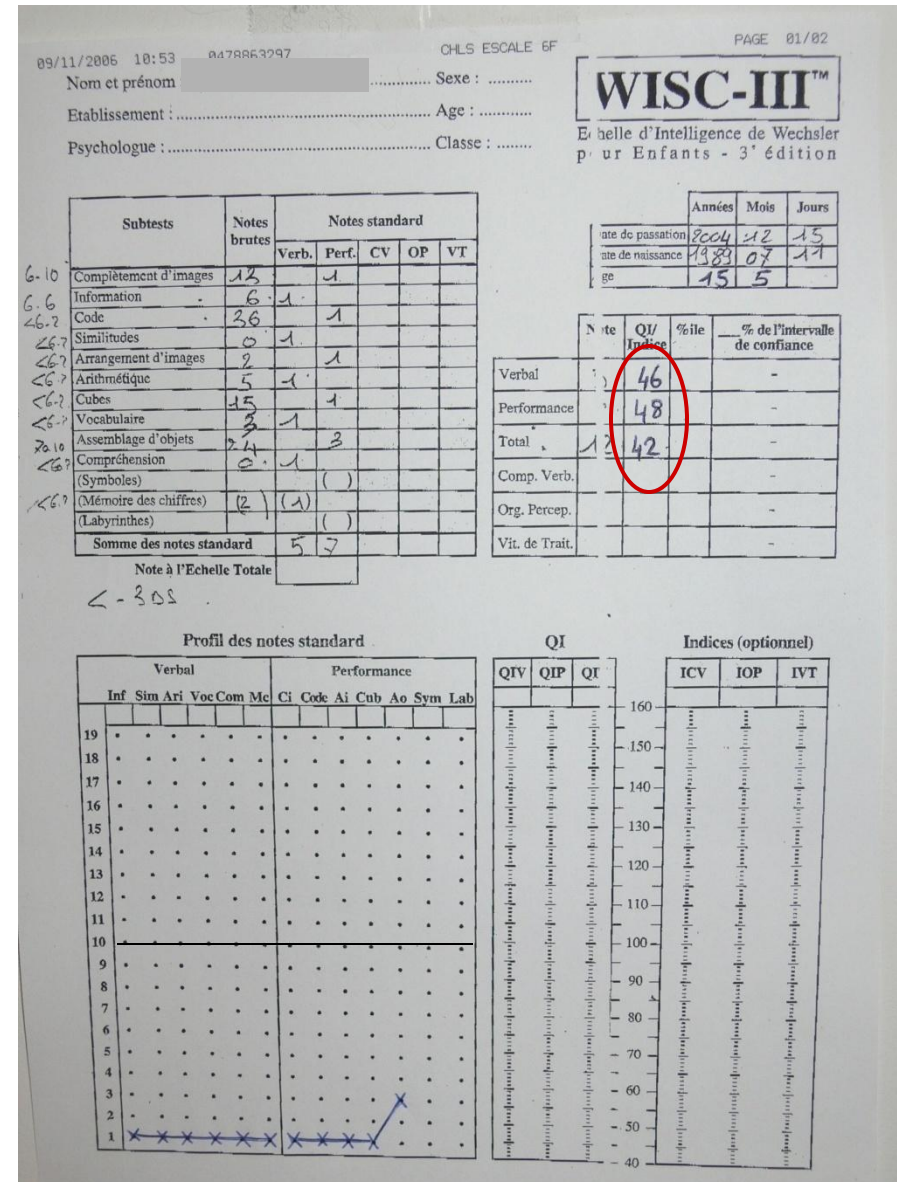 09/11/2006 10:53 0478863297 CHLS ESCALE 6F PAGE 01/02
Nom et prénom .............. Sexe : ..........
Etablissement : .................................................................. Age : ............
Psychologue : .................................................................... Classe : ........
WISC-III™
Echelle d'Intelligence de Wechsler
pour Enfants - 3e édition
Années Mois Jours
ate de passation 2004 12 15
ate de naissance 1989 07 11
ge 15 5
Subtests Notes brutes Notes standard
Verb. Perf. CV OP VT
6-10 Complètement d'images 13 1
6.6 Information 6 1
<6.? Code 36 1
<6.? Similitudes 0 1
<6? Arrangement d'images 2 1
<6.? Arithmétique 5 1
<6.? Cubes 15 1
<6.? Vocabulaire 3 1
Assemblage d'objets 24 3
<6? Compréhension 0 1
(Symboles) ( )
<6.? (Mémoire des chiffres) (2) (1)
(Labyrinthes) ( )
Somme des notes standard 5 7
Note à l'Echelle Totale
< - 3DS
Note QI/Indice %ile ___% de l'intervalle de confiance
Verbal 46 -
Performance 48 -
Total 12 42 -
Comp. Verb. -
Org. Percep. -
Vit. de Trait. -
Profil des notes standard
Verbal Performance
Inf Sim Ari Voc Com Mc Ci Code Ai Cub Ao Sym Lab
19
18
17
16
15
14
13
12
11
10
9
8
7
6
5
4
3
2
1
QI
QIV QIP QI
Indices (optionnel)
ICV IOP IVT
160
150
140
130
120
110
100
90
80
70
60
50
40